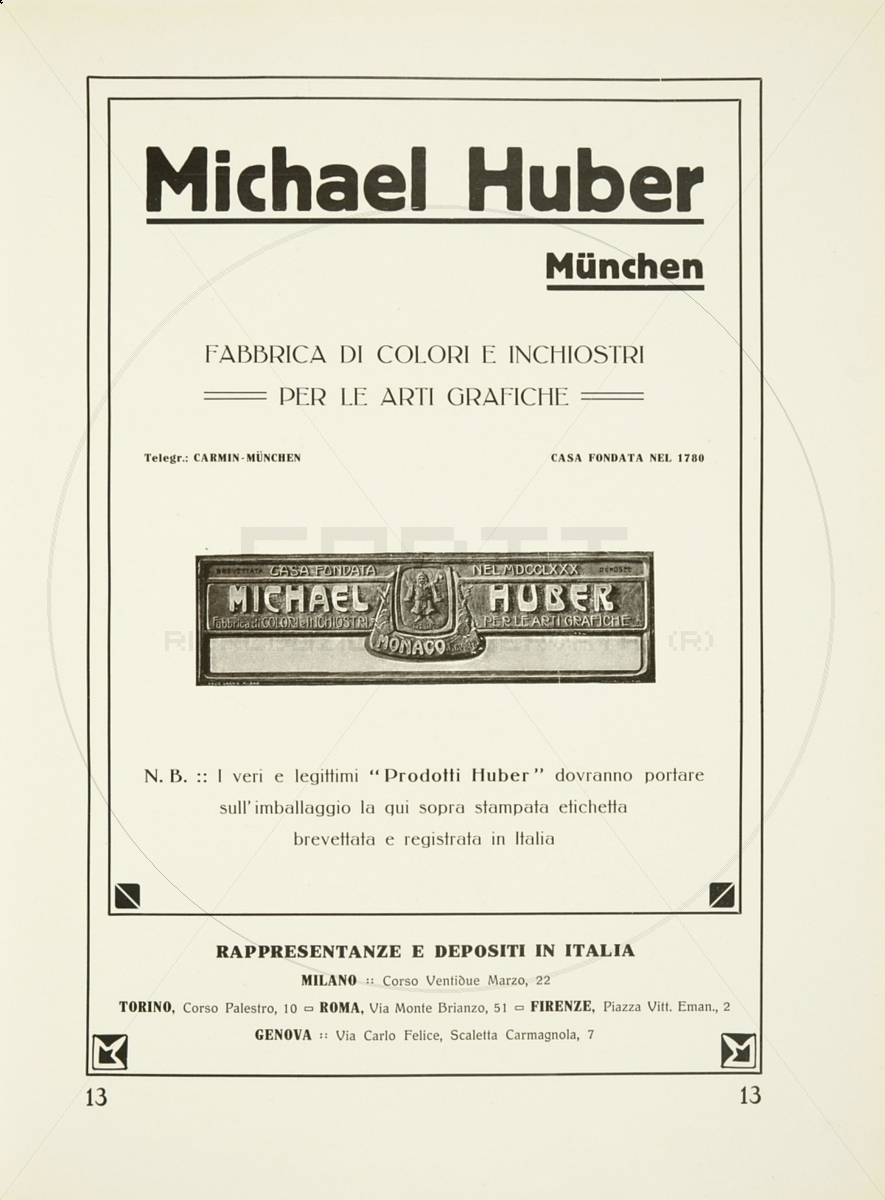 Michael Huber
München
FABBRICA DI COLORI E INCHIOSTRI
PER LE ARTI GRAFICHE
Telegr.: CARMIN-MÜNCHEN
CASA FONDATA NEL 1780
BREVETTATA CASA FONDATA NEL MDCCLXXX
MICHAEL HUBER
Fabbrica di COLORI e INCHIOSTRI PER LE ARTI GRAFICHE
MONACO
N. B. :: I veri e legittimi “Prodotti Huber” dovranno portare
sull'imballaggio la qui sopra stampata etichetta
brevettata e registrata in Italia
RAPPRESENTANZE E DEPOSITI IN ITALIA
MILANO :: Corso Ventidue Marzo, 22
TORINO, Corso Palestro, 10 ▭ ROMA, Via Monte Brianzo, 51 ▭ FIRENZE, Piazza Vitt. Eman., 2
GENOVA :: Via Carlo Felice, Scaletta Carmagnola, 7
13 13